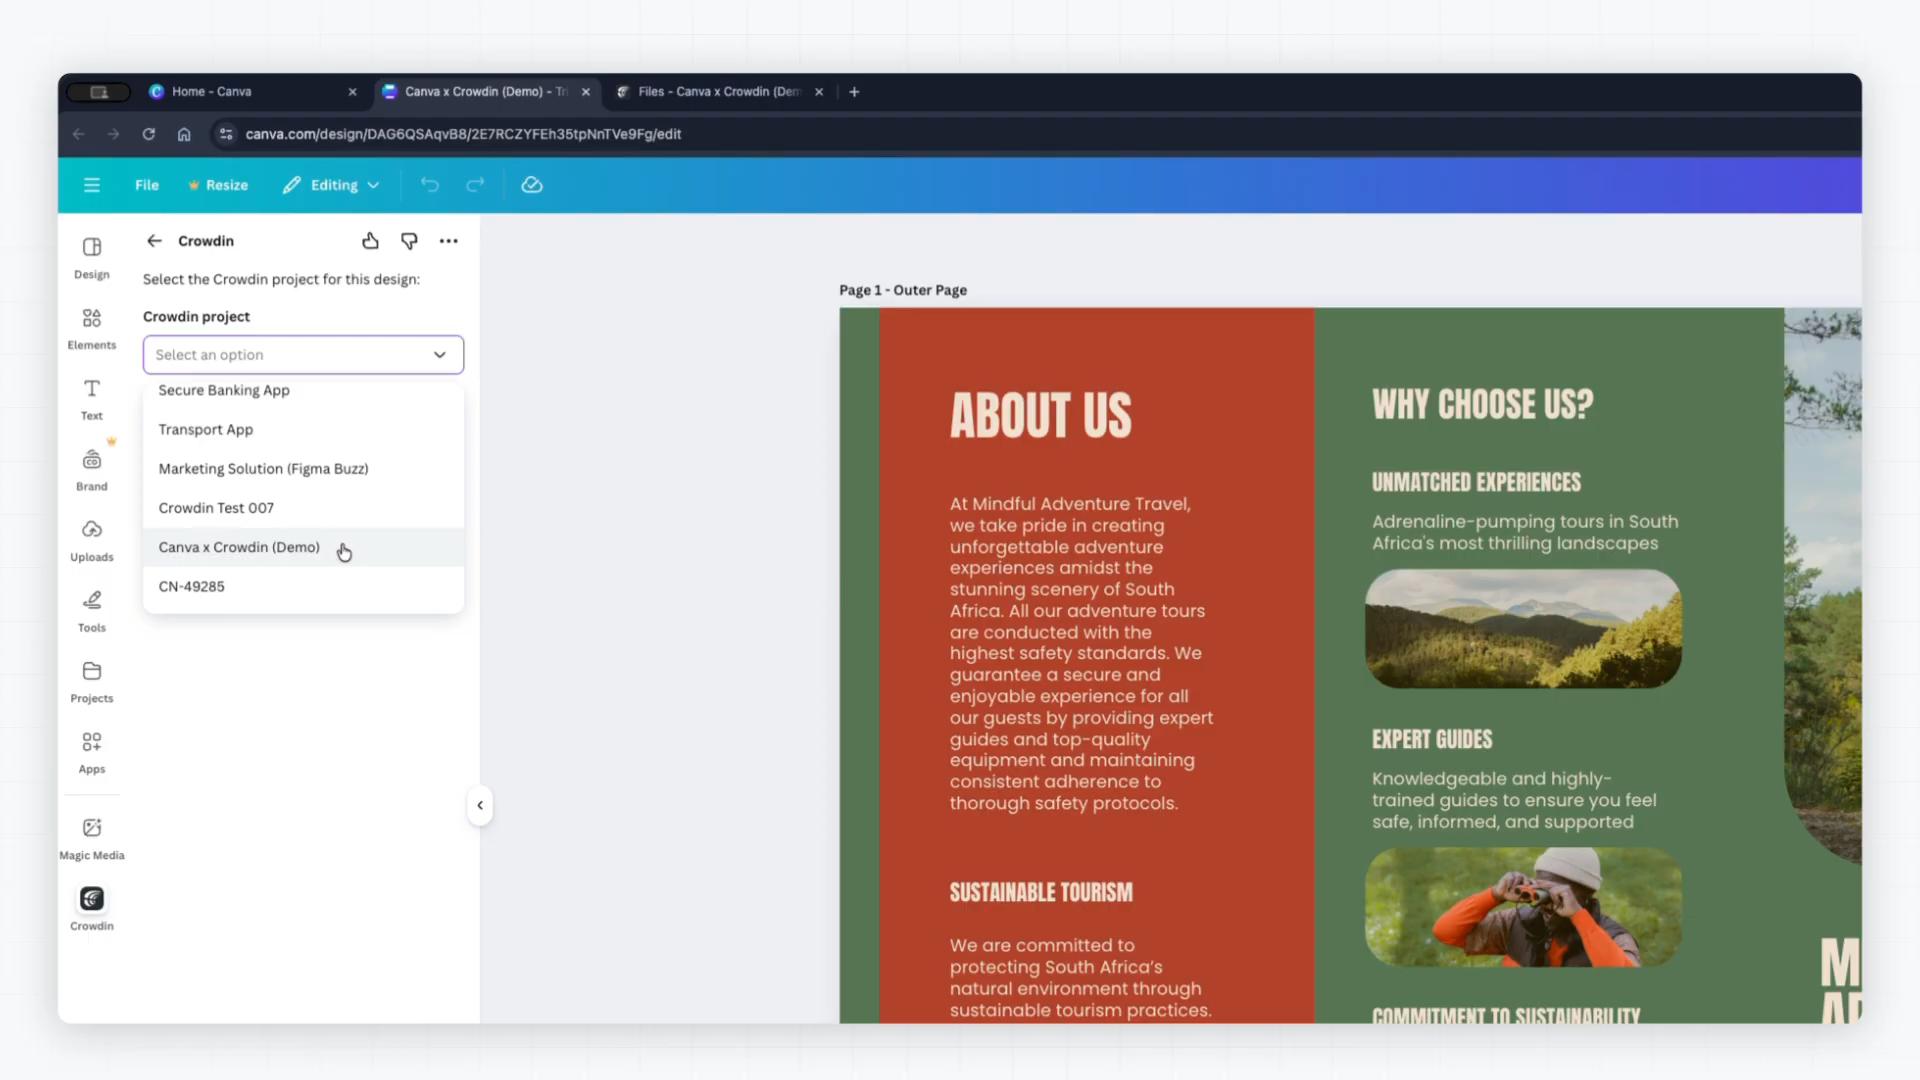 Home - Canva
Canva x Crowdin (Demo) - Tri
Files - Canva x Crowdin (Dem
canva.com/design/DAG6QSAqvB8/2E7RCZYFEh35tpNnTVe9Fg/edit
File
Resize
Editing
Design
Elements
Text
Brand
Uploads
Tools
Projects
Apps
Magic Media
Crowdin
Crowdin
Select the Crowdin project for this design:
Crowdin project
Select an option
Secure Banking App
Transport App
Marketing Solution (Figma Buzz)
Crowdin Test 007
Canva x Crowdin (Demo)
CN-49285
Page 1 - Outer Page
ABOUT US
At Mindful Adventure Travel,
we take pride in creating
unforgettable adventure
experiences amidst the
stunning scenery of South
Africa. All our adventure tours
are conducted with the
highest safety standards. We
guarantee a secure and
enjoyable experience for all
our guests by providing expert
guides and top-quality
equipment and maintaining
consistent adherence to
thorough safety protocols.
SUSTAINABLE TOURISM
We are committed to
protecting South Africa's
natural environment through
sustainable tourism practices.
WHY CHOOSE US?
UNMATCHED EXPERIENCES
Adrenaline-pumping tours in South
Africa's most thrilling landscapes
EXPERT GUIDES
Knowledgeable and highly-
trained guides to ensure you feel
safe, informed, and supported
COMMITMENT TO SUSTAINABILITY
M